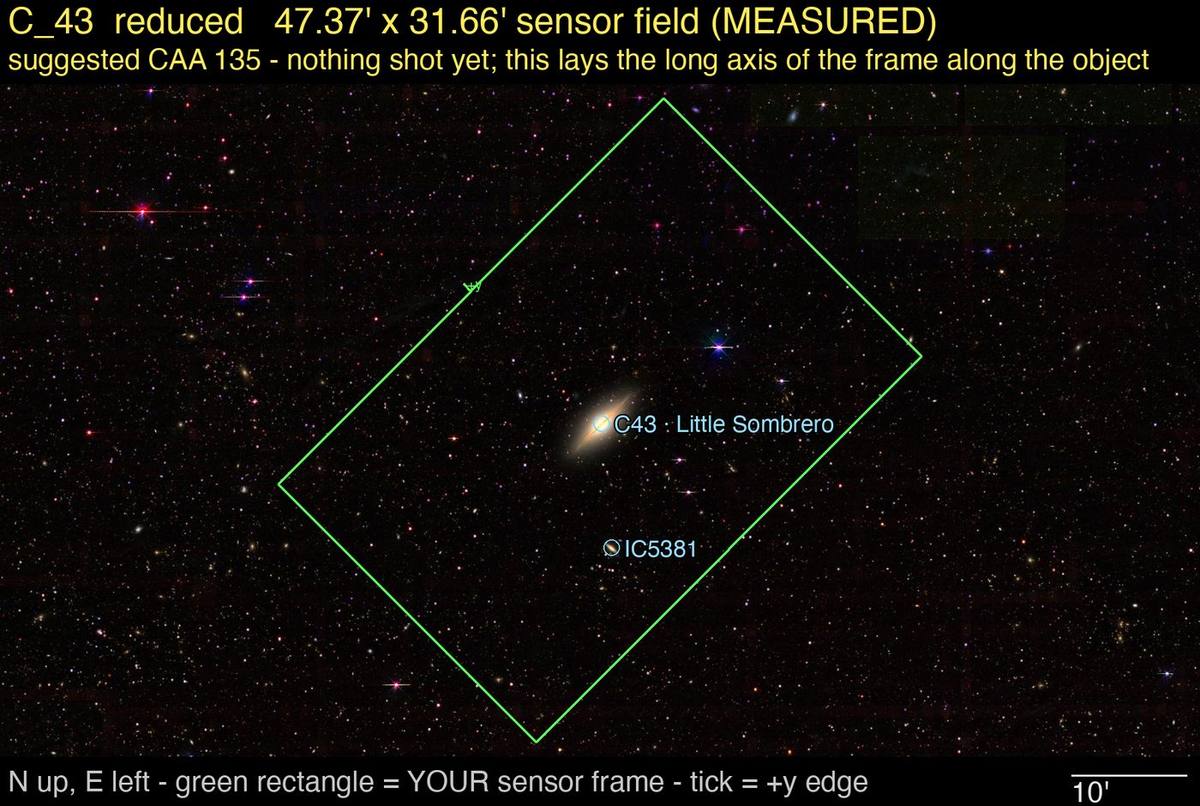 C_43 reduced 47.37' x 31.66' sensor field (MEASURED)
suggested CAA 135 - nothing shot yet; this lays the long axis of the frame along the object
+y
C43 · Little Sombrero
IC5381
N up, E left - green rectangle = YOUR sensor frame - tick = +y edge
10'